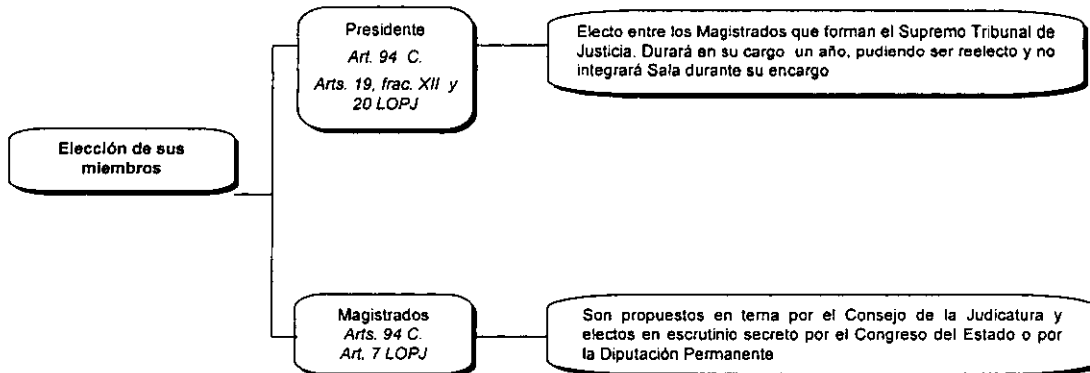 Presidente
Art. 94 C.
Arts. 19, frac. XII y
20 LOPJ
Electo entre los Magistrados que forman el Supremo Tribunal de
Justicia. Durará en su cargo un año, pudiendo ser reelecto y no
integrará Sala durante su encargo
Elección de sus
miembros
Magistrados
Arts. 94 C.
Art. 7 LOPJ
Son propuestos en terna por el Consejo de la Judicatura y
electos en escrutinio secreto por el Congreso del Estado o por
la Diputación Permanente